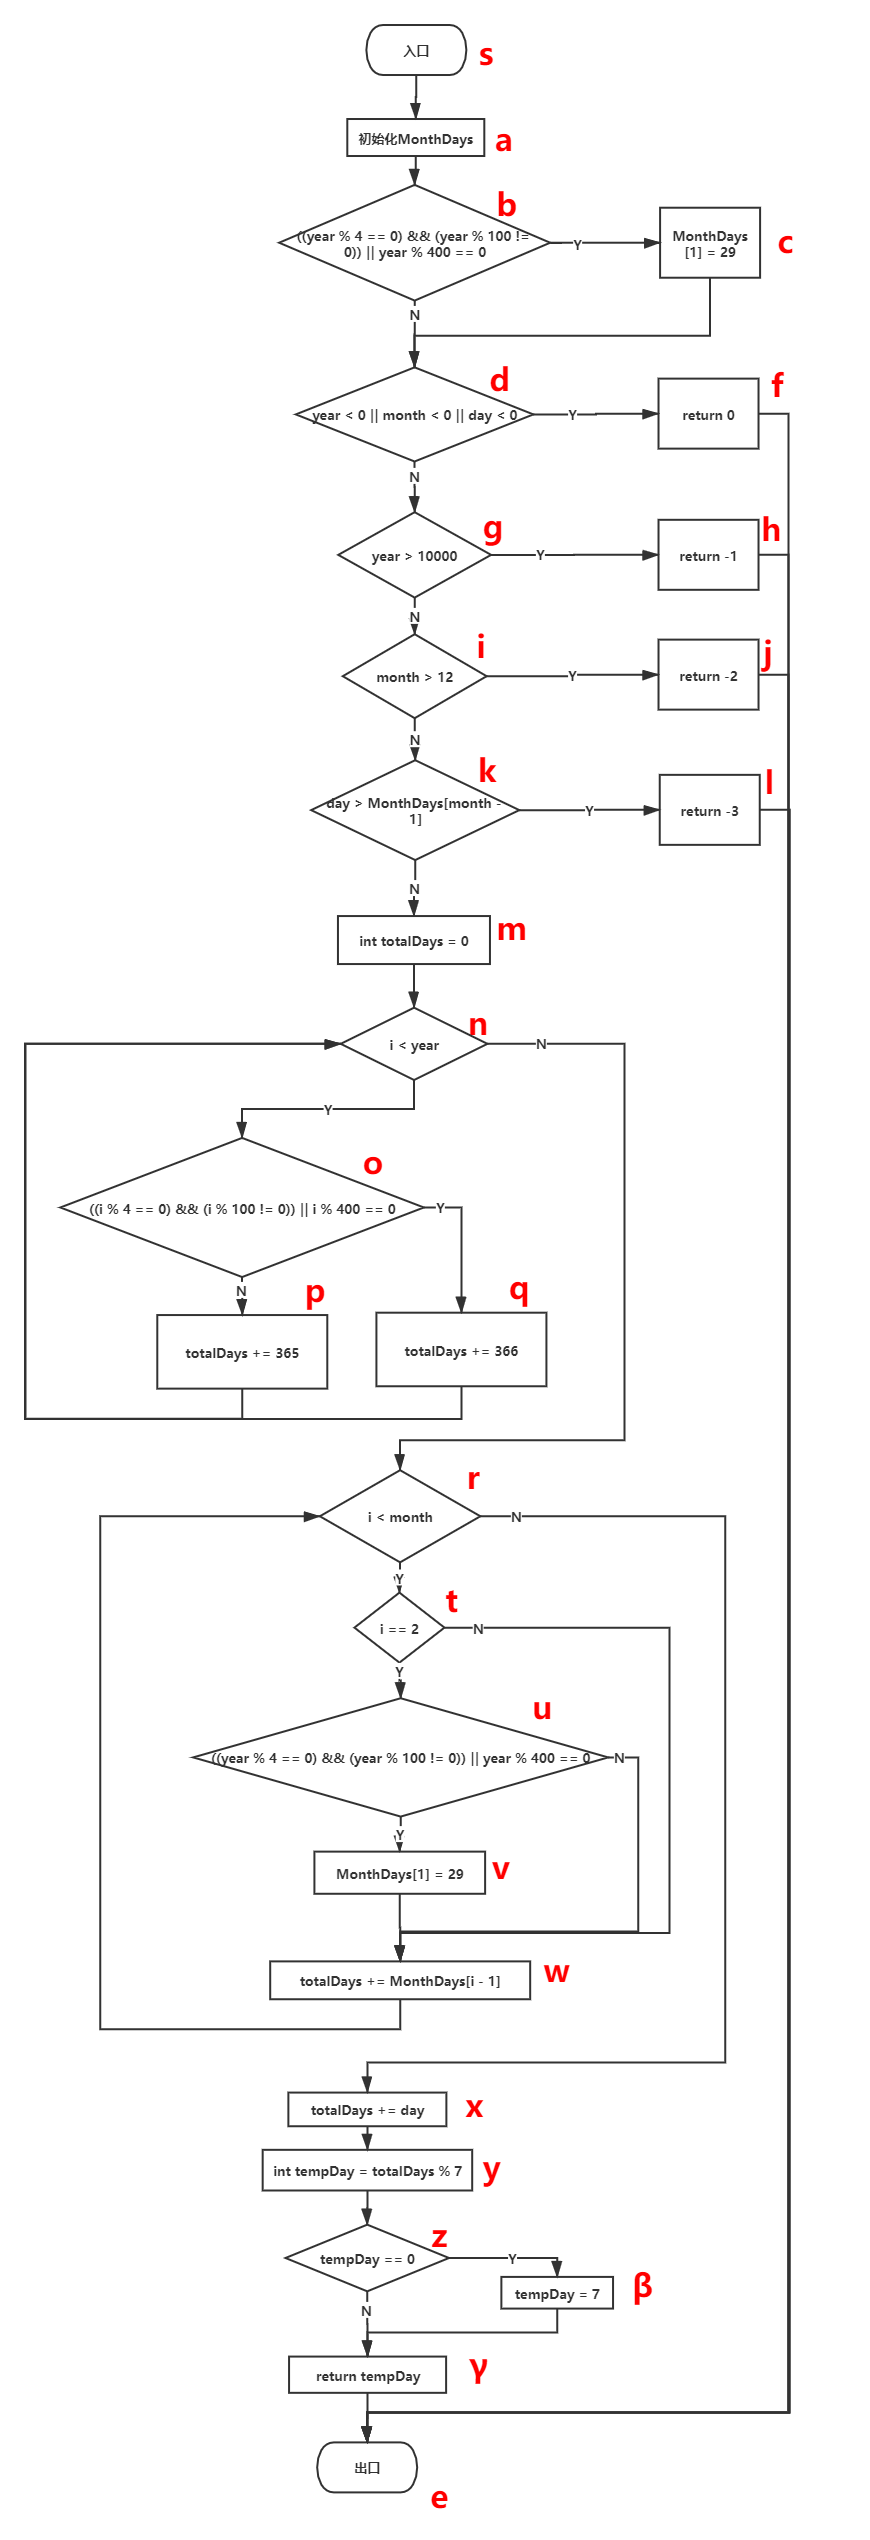 入口
s
初始化MonthDays
a
b
((year % 4 == 0) && (year % 100 !=
0)) || year % 400 == 0
Y
MonthDays
[1] = 29
c
N
d
year < 0 || month < 0 || day < 0
Y
return 0
f
N
g
year > 10000
Y
return -1
h
N
i
month > 12
Y
return -2
j
N
k
day > MonthDays[month -
1]
Y
return -3
l
N
int totalDays = 0
m
n
i < year
N
Y
o
((i % 4 == 0) && (i % 100 != 0)) || i % 400 == 0
Y
N
p
q
totalDays += 365
totalDays += 366
r
i < month
N
Y
t
i == 2
N
Y
u
((year % 4 == 0) && (year % 100 != 0)) || year % 400 == 0
N
Y
MonthDays[1] = 29
v
totalDays += MonthDays[i - 1]
w
totalDays += day
x
int tempDay = totalDays % 7
y
z
tempDay == 0
Y
tempDay = 7
β
N
return tempDay
γ
出口
e